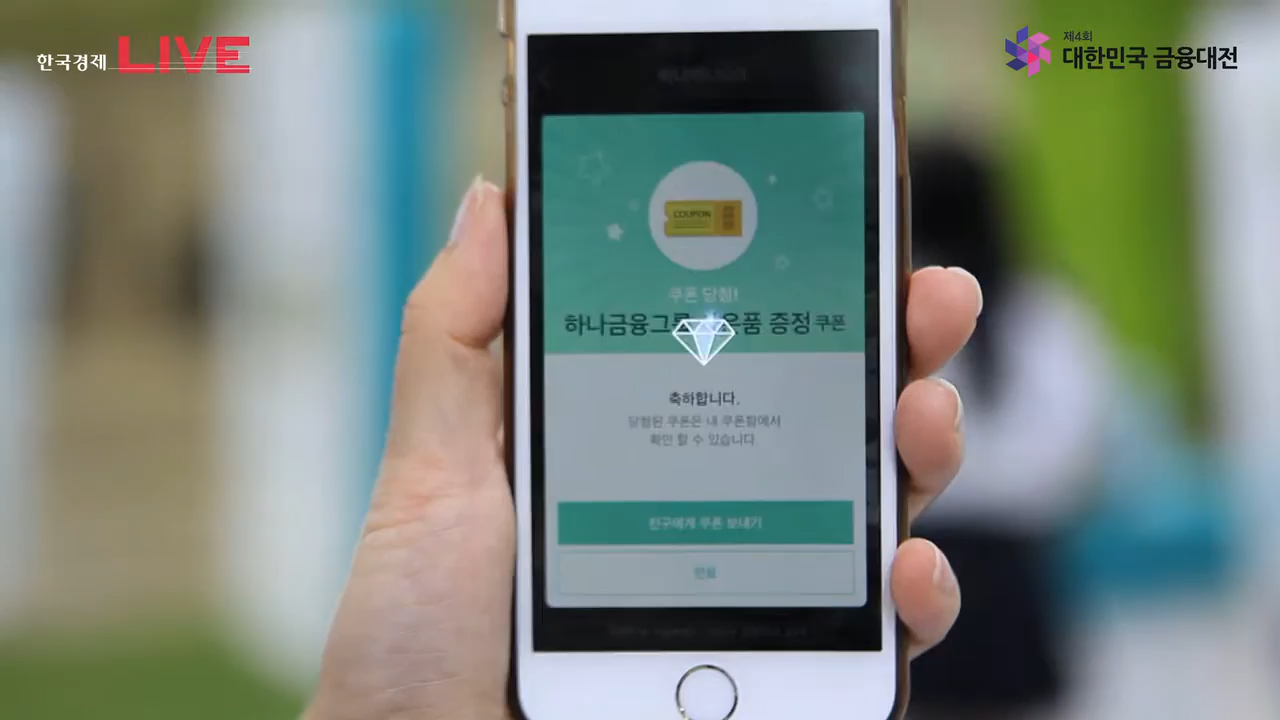 한국경제 LIVE
제4회
대한민국 금융대전
COUPON
쿠폰 당첨!
하나금융그룹 증정 쿠폰
축하합니다.
당첨된 쿠폰은 내 쿠폰함에서
확인 할 수 있습니다.
친구에게 쿠폰 보내기
완료